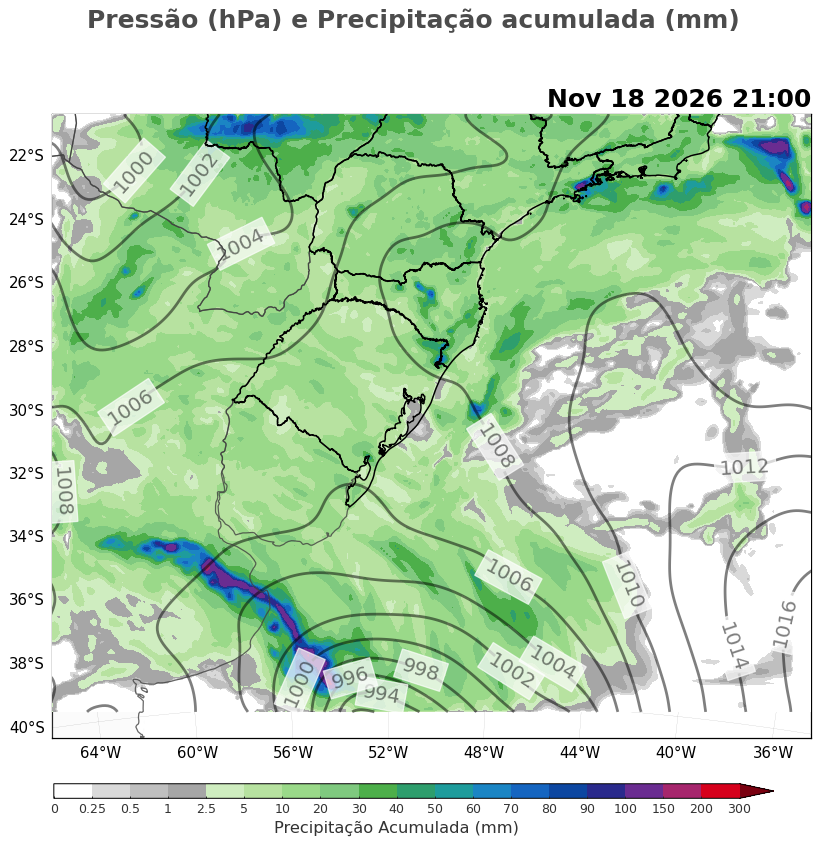 Pressão (hPa) e Precipitação acumulada (mm)
Nov 18 2026 21:00
22°S
24°S
26°S
28°S
30°S
32°S
34°S
36°S
38°S
40°S
1000
1002
1004
1006
1008
1008
1012
1006
1010
1016
1014
1004
1002
998
996
994
1000
64°W 60°W 56°W 52°W 48°W 44°W 40°W 36°W
0 0.25 0.5 1 2.5 5 10 20 30 40 50 60 70 80 90 100 150 200 300
Precipitação Acumulada (mm)